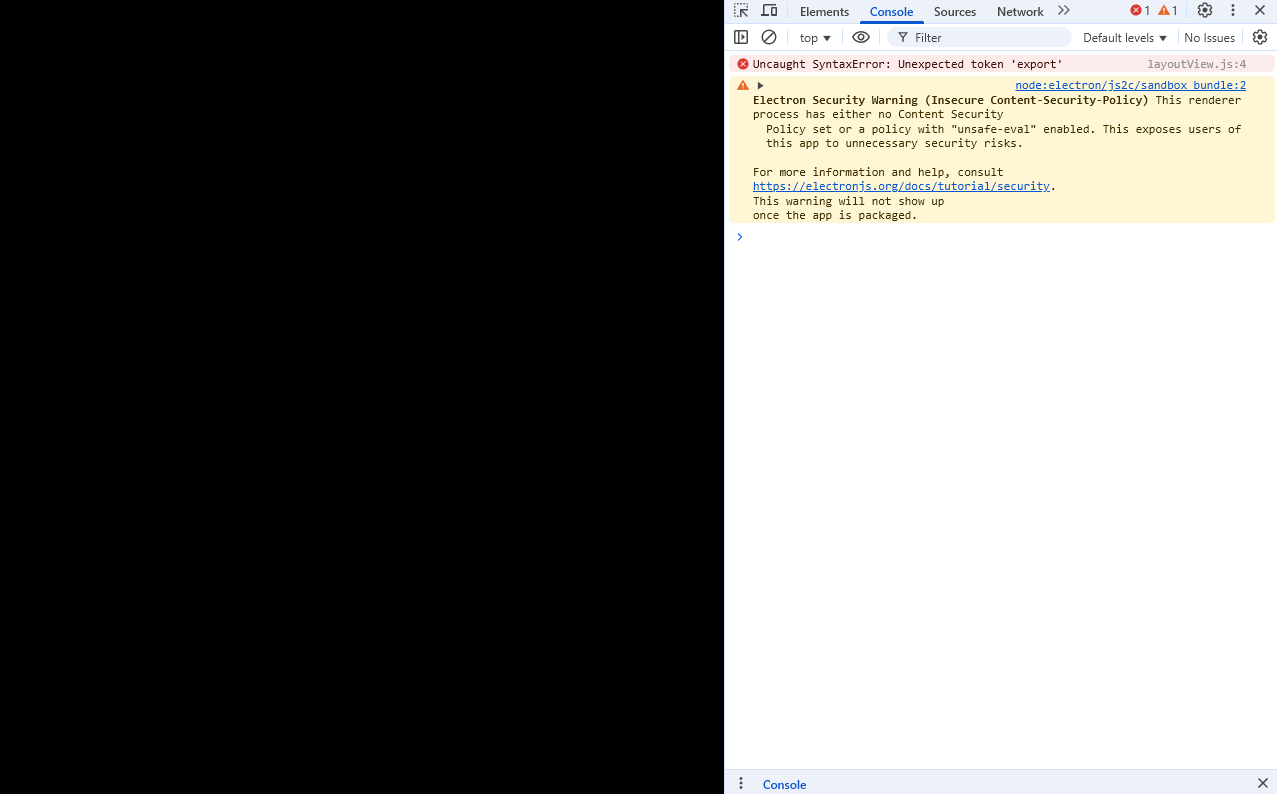 Elements Console Sources Network 1 1
top Filter Default levels No Issues
Uncaught SyntaxError: Unexpected token 'export' layoutView.js:4
node:electron/js2c/sandbox_bundle:2
Electron Security Warning (Insecure Content-Security-Policy) This renderer
process has either no Content Security
Policy set or a policy with "unsafe-eval" enabled. This exposes users of
this app to unnecessary security risks.
For more information and help, consult
https://electronjs.org/docs/tutorial/security.
This warning will not show up
once the app is packaged.
Console